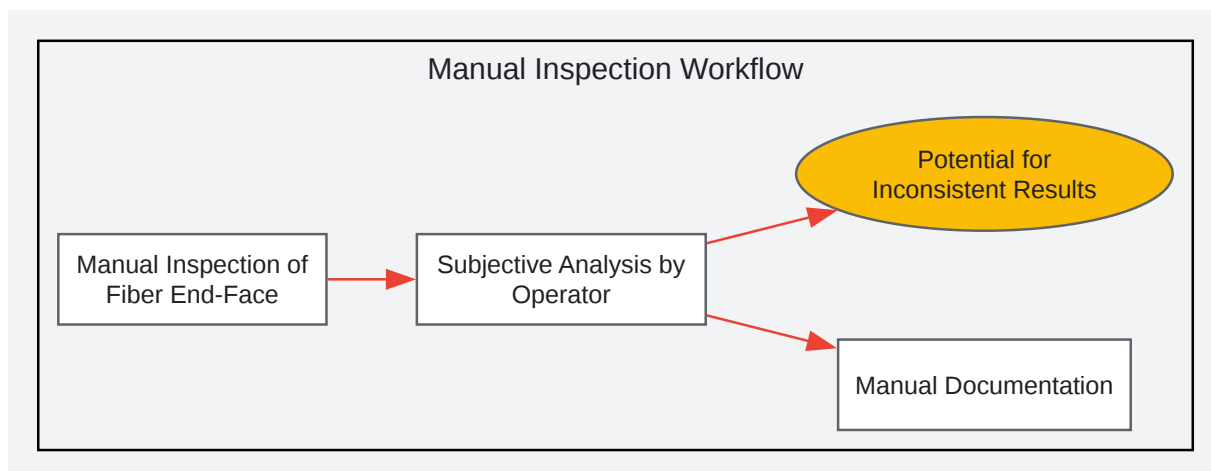 Manual Inspection Workflow
Potential for
Inconsistent Results
Manual Inspection of
Fiber End-Face
Subjective Analysis by
Operator
Manual Documentation